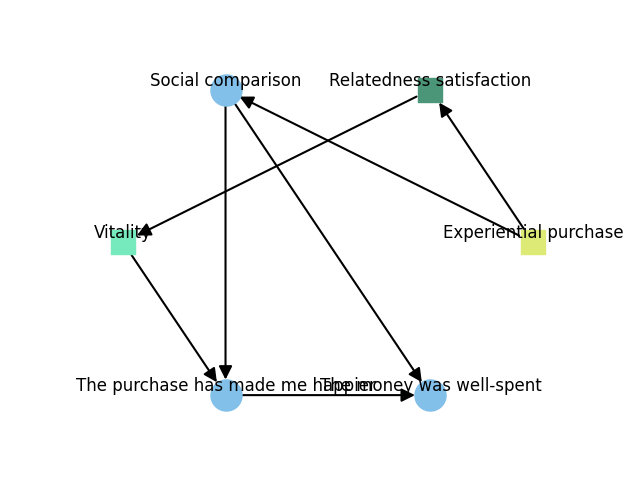 Social comparison
Relatedness satisfaction
Vitality
Experiential purchase
The purchase has made me happier
The money was well-spent